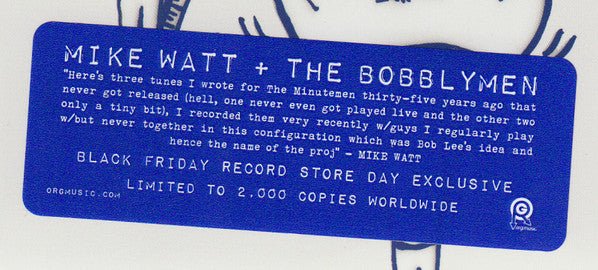 MIKE WATT + THE BOBBLYMEN
"Here's three tunes I wrote for The Minutemen thirty-five years ago that
never got released (hell, one never even got played live and the other two
only a tiny bit), I recorded them very recently w/guys I regularly play
w/but never together in this configuration which was Bob Lee's idea and
hence the name of the proj" - MIKE WATT
BLACK FRIDAY RECORD STORE DAY EXCLUSIVE
LIMITED TO 2,000 COPIES WORLDWIDE
ORGMUSIC.COM
Orgmusic